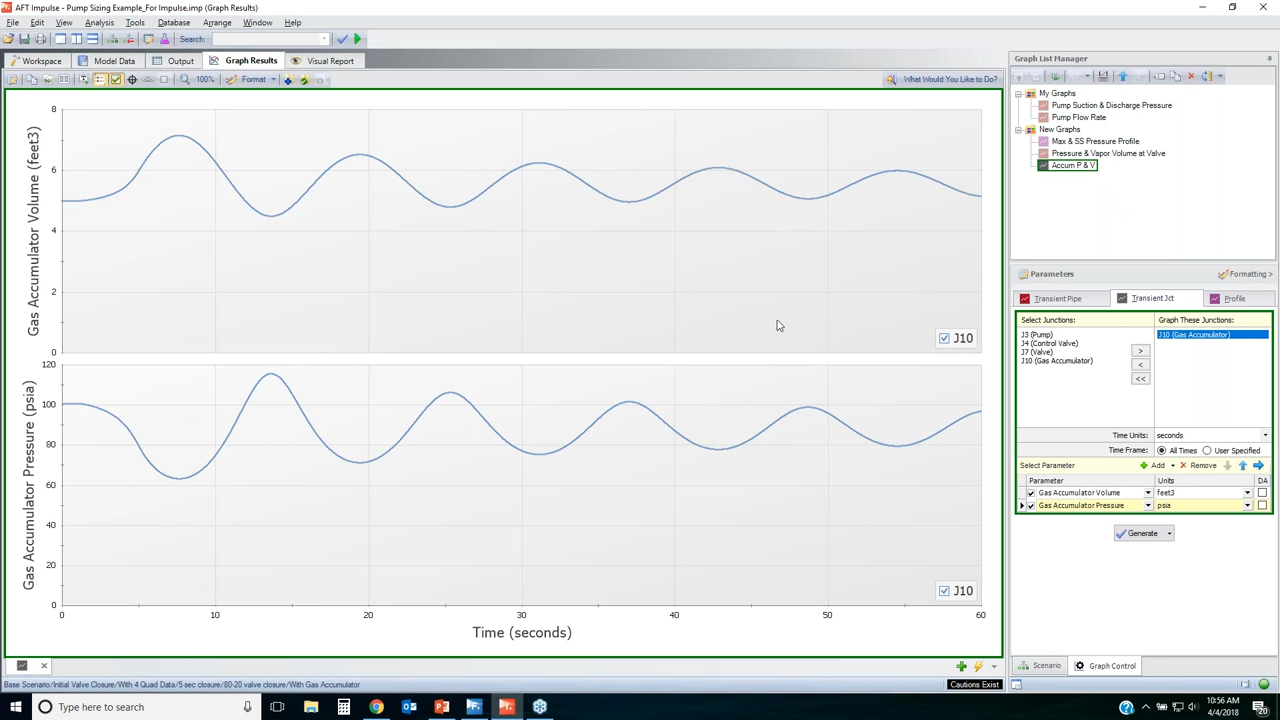 AFT Impulse - Pump Sizing Example_For Impulse.imp (Graph Results)
File Edit View Analysis Tools Database Arrange Window Help
Search:
Workspace Model Data Output Graph Results Visual Report
100% Format What Would You Like to Do?
Graph List Manager
My Graphs
Pump Suction & Discharge Pressure
Pump Flow Rate
New Graphs
Max & SS Pressure Profile
Pressure & Vapor Volume at Valve
Accum P & V
Gas Accumulator Volume (feet3)
8
6
4
2
0
J10
Gas Accumulator Pressure (psia)
120
100
80
60
40
20
0
J10
0 10 20 30 40 50 60
Time (seconds)
Parameters Formatting >
Transient Pipe Transient Jct Profile
Select Junctions: Graph These Junctions:
J3 (Pump)
J4 (Control Valve)
J7 (Valve)
J10 (Gas Accumulator)
J10 (Gas Accumulator)
>
<
<<
Time Units: seconds
Time Frame: All Times User Specified
Select Parameter Add Remove
Parameter Units DA
Gas Accumulator Volume feet3
Gas Accumulator Pressure psia
Generate
Scenario Graph Control
Base Scenario/Initial Valve Closure/With 4 Quad Data/5 sec closure/80-20 valve closure/With Gas Accumulator
Cautions Exist
Type here to search
10:56 AM
4/4/2018
20